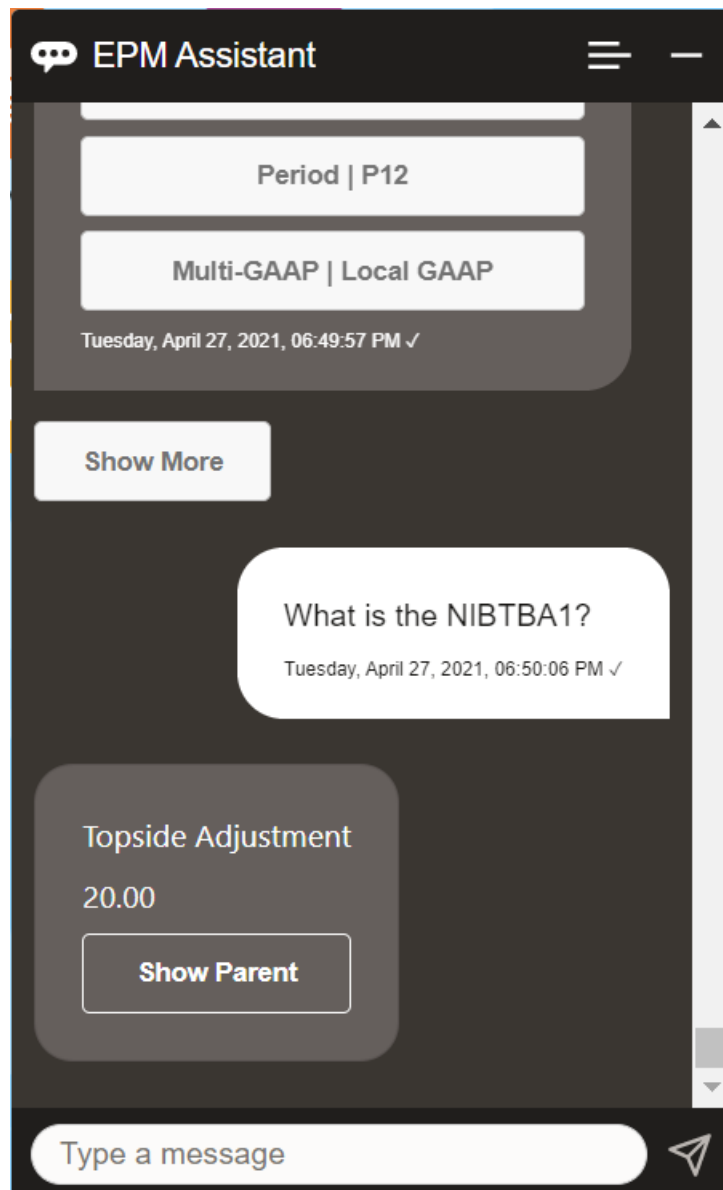 EPM Assistant
Period | P12
Multi-GAAP | Local GAAP
Tuesday, April 27, 2021, 06:49:57 PM ✓
Show More
What is the NIBTBA1?
Tuesday, April 27, 2021, 06:50:06 PM ✓
Topside Adjustment
20.00
Show Parent
Type a message